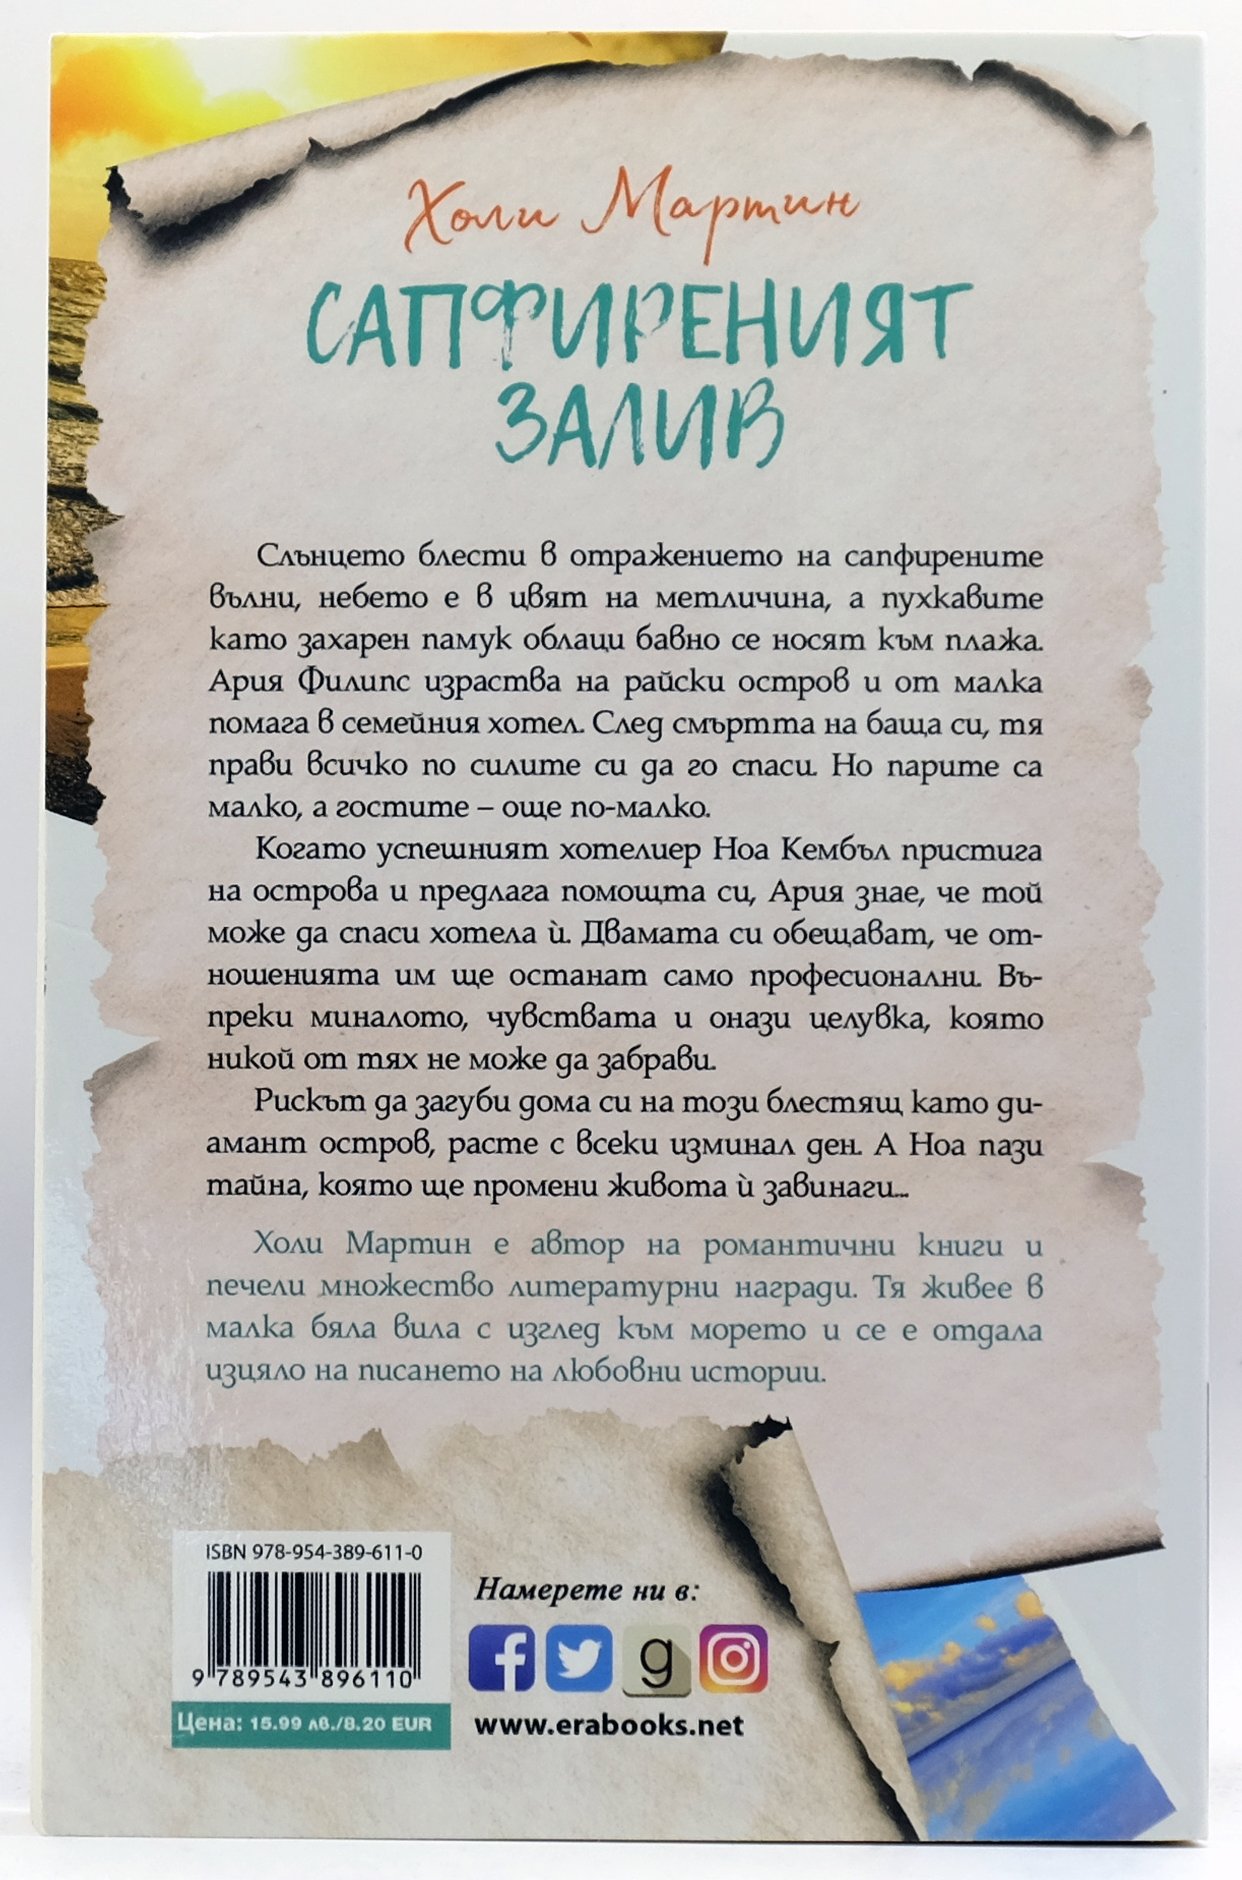 Холи Мартин
САПФИРЕНИЯТ
ЗАЛИВ
Слънцето блести в отражението на сапфирените
вълни, небето е в цвят на метличина, а пухкавите
като захарен памук облаци бавно се носят към плажа.
Ария Филипс израства на райски остров и от малка
помага в семейния хотел. След смъртта на баща си, тя
прави всичко по силите си да го спаси. Но парите са
малко, а гостите – още по-малко.
Когато успешният хотелиер Ноа Кембъл пристига
на острова и предлага помощта си, Ария знае, че той
може да спаси хотела ѝ. Двамата си обещават, че от-
ношенията им ще останат само професионални. Въ-
преки миналото, чувствата и онази целувка, която
никой от тях не може да забрави.
Рискът да загуби дома си на този блестящ като ди-
амант остров, расте с всеки изминал ден. А Ноа пази
тайна, която ще промени живота ѝ завинаги...
Холи Мартин е автор на романтични книги и
печели множество литературни награди. Тя живее в
малка бяла вила с изглед към морето и се е отдала
изцяло на писането на любовни истории.
ISBN 978-954-389-611-0
9 789543 896110
Цена: 15.99 лв./8.20 EUR
Намерете ни в:
f g
www.erabooks.net